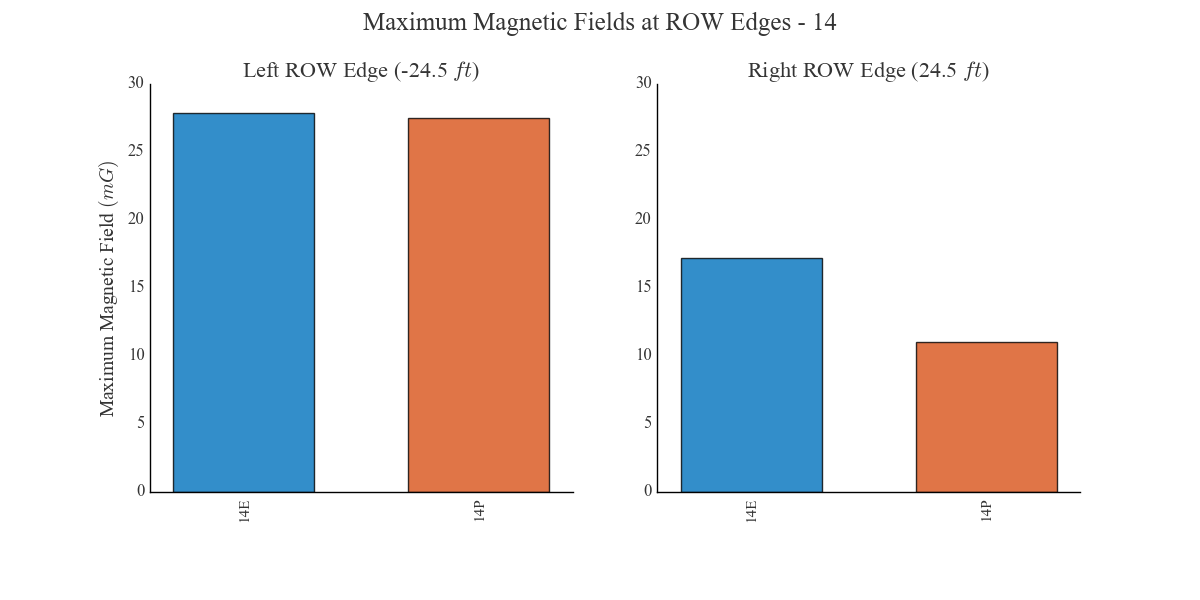 Maximum Magnetic Fields at ROW Edges - 14
Left ROW Edge (-24.5 ft)
30
25
20
15
10
5
0
Maximum Magnetic Field (mG)
14E
14P
Right ROW Edge (24.5 ft)
30
25
20
15
10
5
0
14E
14P